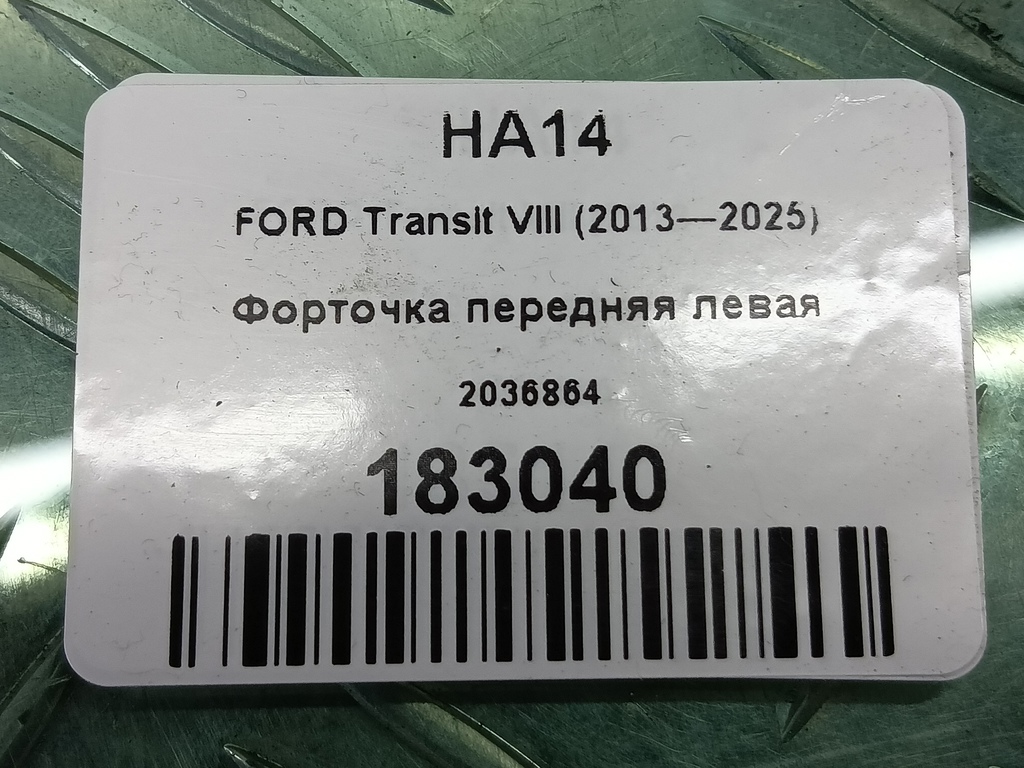 HA14
FORD Transit VIII (2013—2025)
Форточка передняя левая
2036864
183040